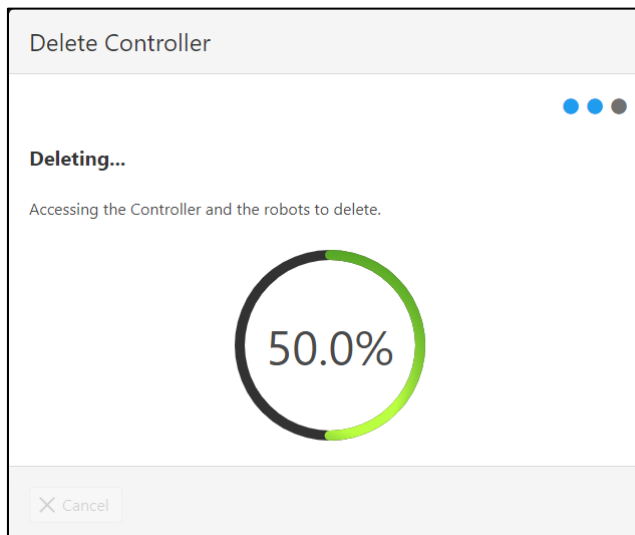 Delete Controller
Deleting...
Accessing the Controller and the robots to delete.
50.0%
Cancel